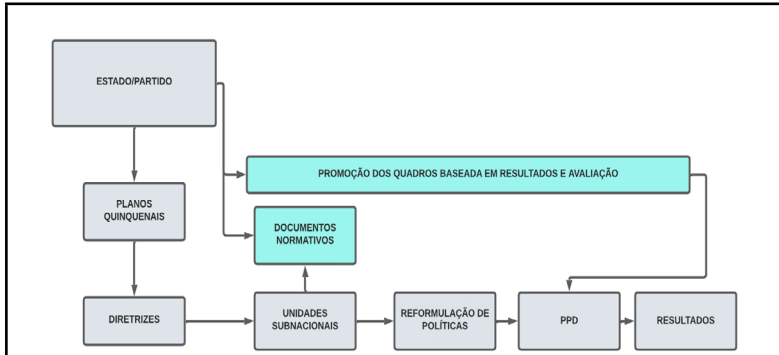 ESTADO/PARTIDO
PROMOÇÃO DOS QUADROS BASEADA EM RESULTADOS E AVALIAÇÃO
PLANOS
QUINQUENAIS
DOCUMENTOS
NORMATIVOS
DIRETRIZES
UNIDADES
SUBNACIONAIS
REFORMULAÇÃO DE
POLÍTICAS
PPD
RESULTADOS